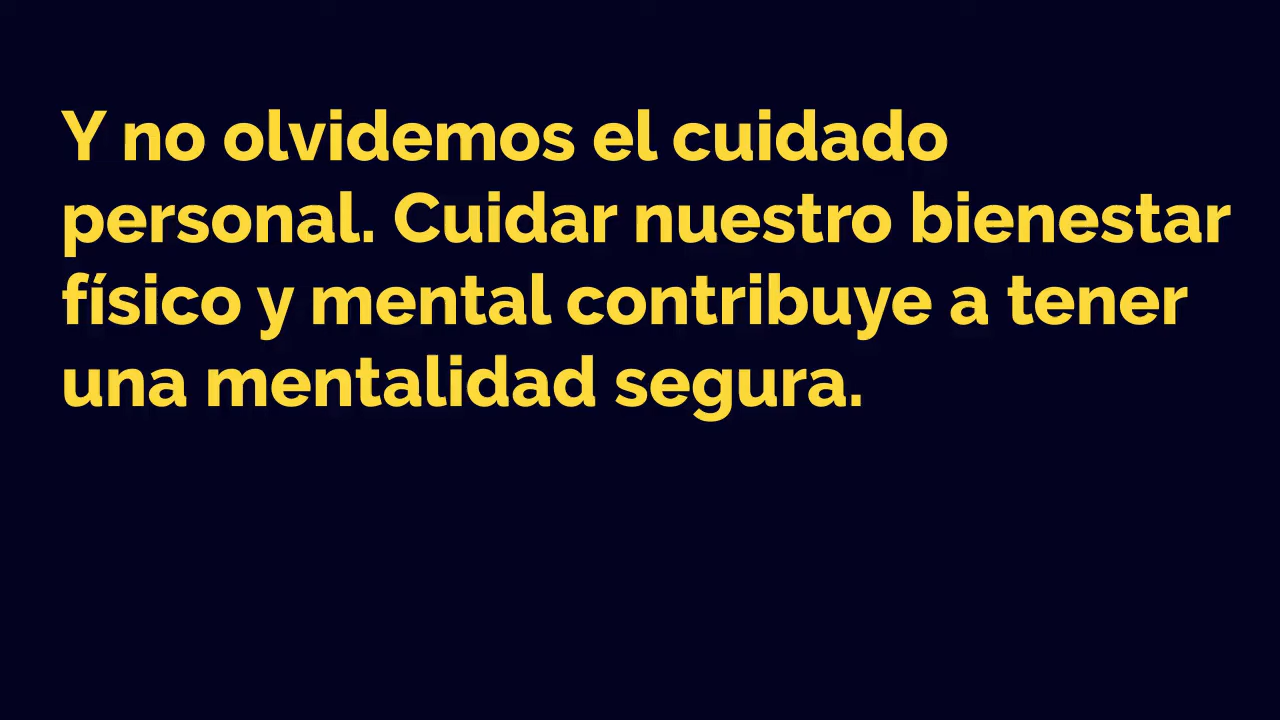 Y no olvidemos el cuidado
personal. Cuidar nuestro bienestar
físico y mental contribuye a tener
una mentalidad segura.